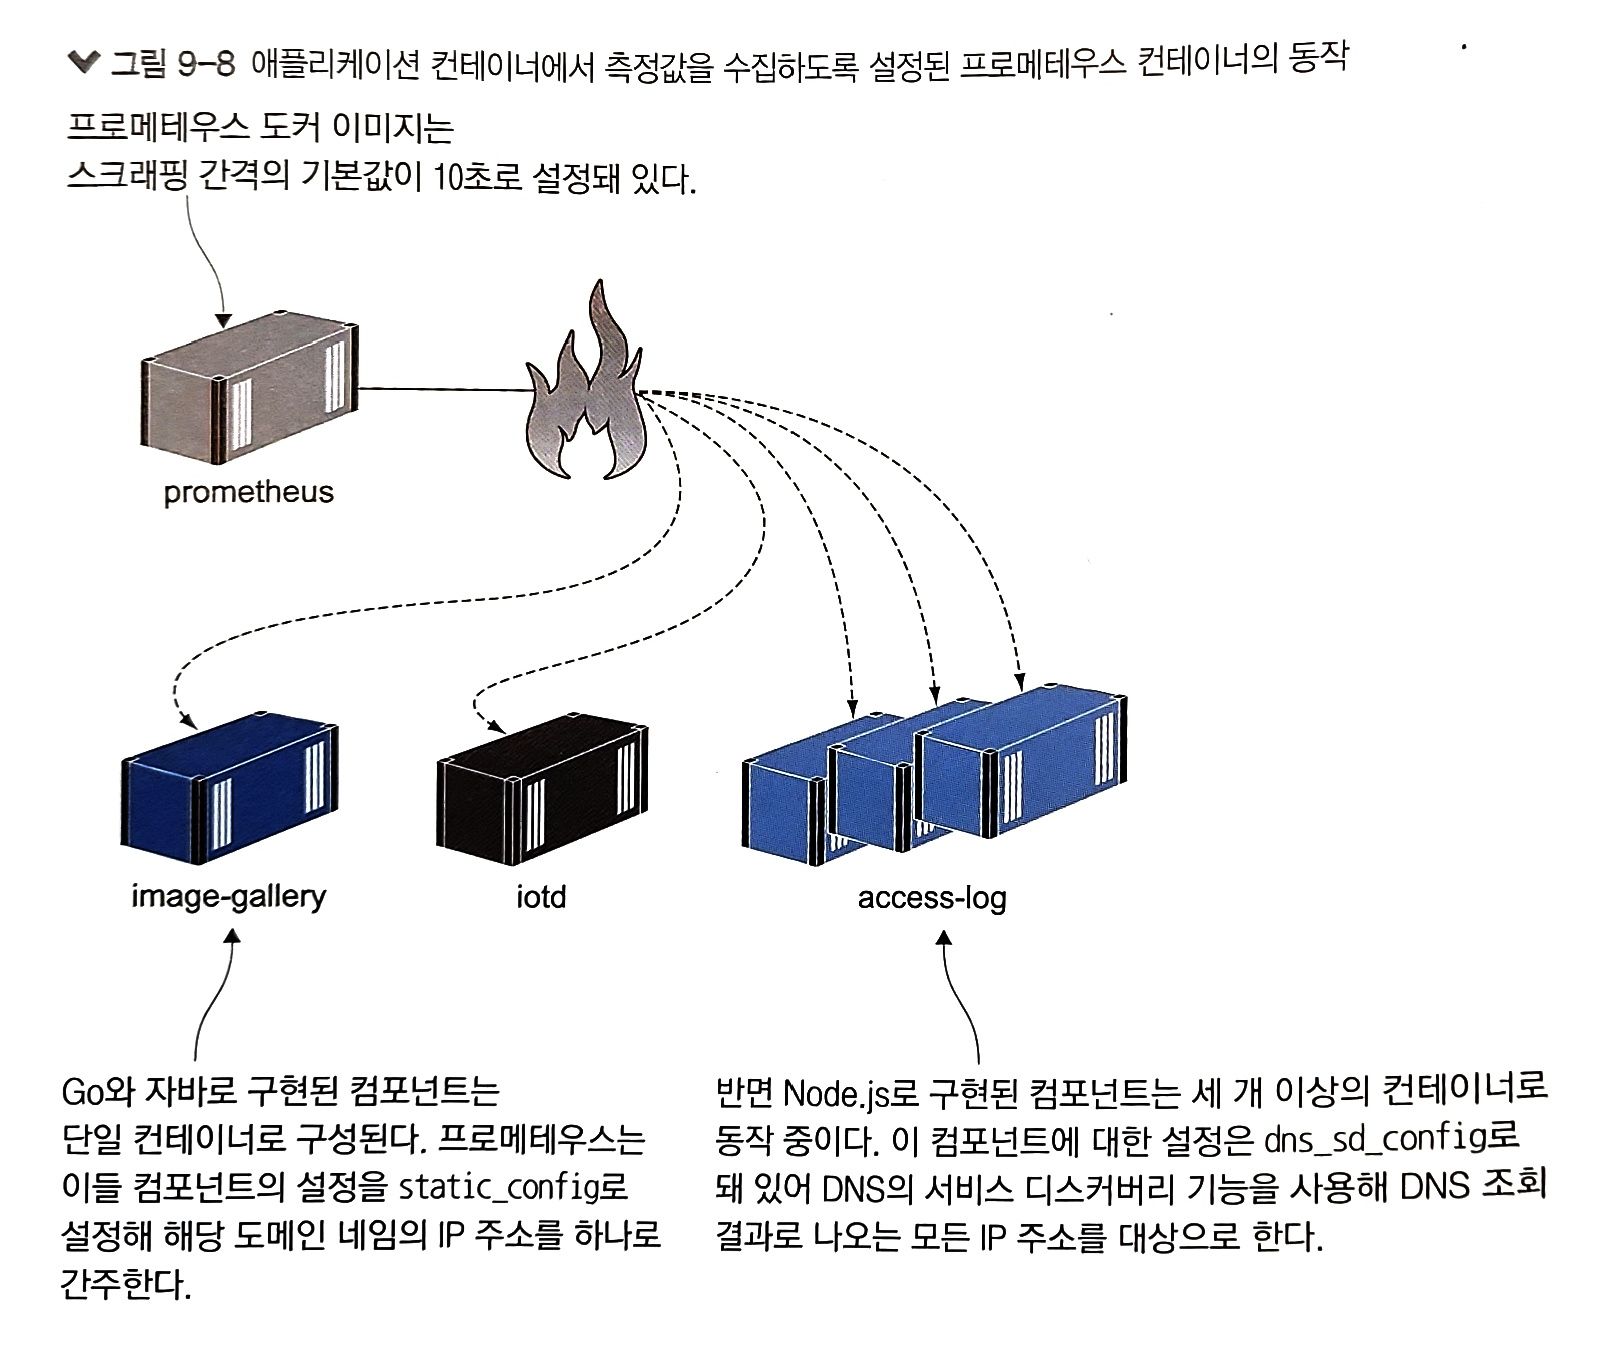 그림 9-8 애플리케이션 컨테이너에서 측정값을 수집하도록 설정된 프로메테우스 컨테이너의 동작
프로메테우스 도커 이미지는
스크래핑 간격의 기본값이 10초로 설정돼 있다.
prometheus
image-gallery
iotd
access-log
Go와 자바로 구현된 컴포넌트는
단일 컨테이너로 구성된다. 프로메테우스는
이들 컴포넌트의 설정을 static_config로
설정해 해당 도메인 네임의 IP 주소를 하나로
간주한다.
반면 Node.js로 구현된 컴포넌트는 세 개 이상의 컨테이너로
동작 중이다. 이 컴포넌트에 대한 설정은 dns_sd_config로
돼 있어 DNS의 서비스 디스커버리 기능을 사용해 DNS 조회
결과로 나오는 모든 IP 주소를 대상으로 한다.